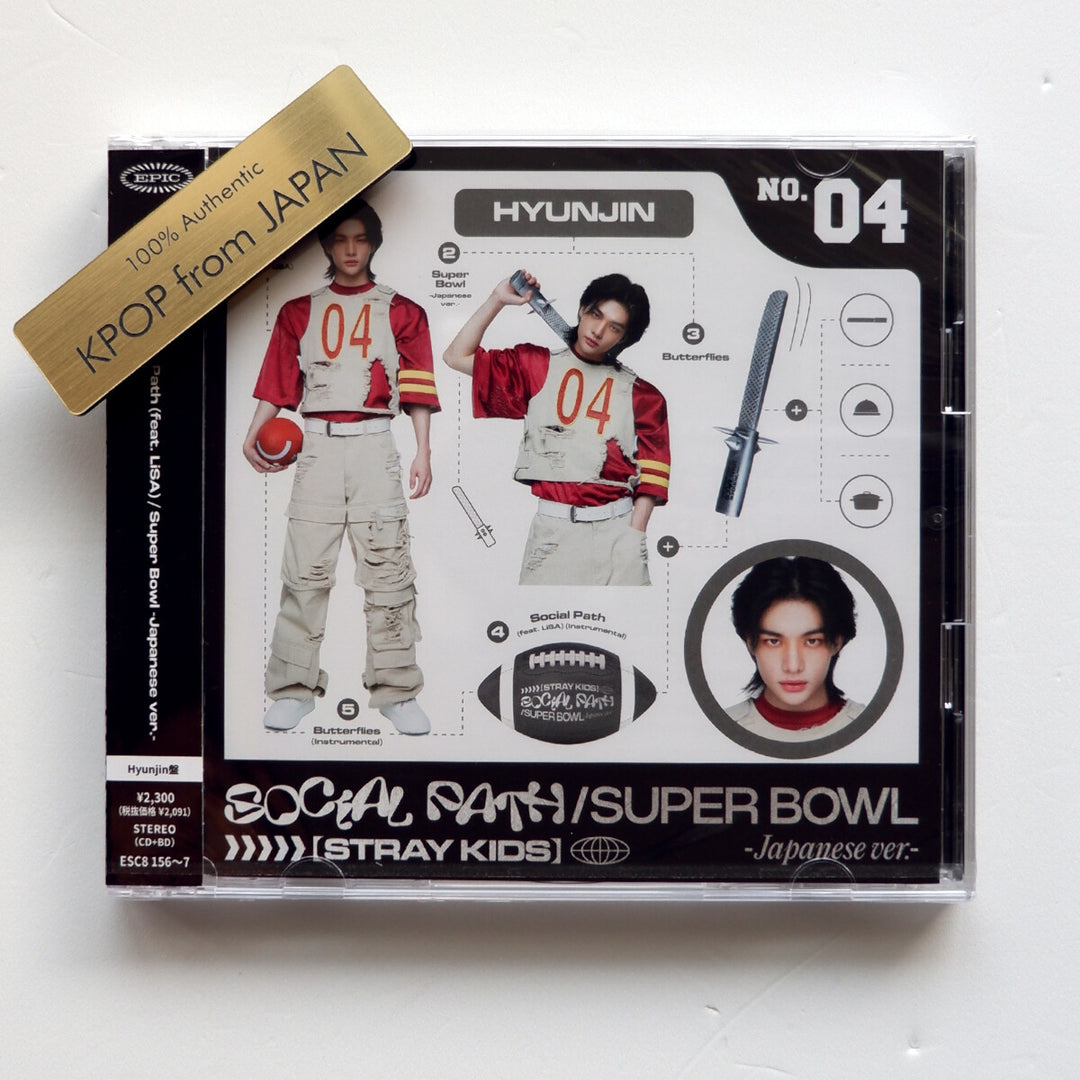 100% Authentic
KPOP from JAPAN
EPIC
Path (feat. LiSA) / Super Bowl -Japanese ver.-
Hyunjin盤
¥2,300
(税抜価格 ¥2,091)
STEREO
(CD+BD)
ESC8 156〜7
HYUNJIN
NO. 04
2
Super
Bowl
-Japanese
ver.-
3
Butterflies
04
04
4
Social Path
(feat. LiSA) (Instrumental)
[STRAY KIDS]
SOCIAL PATH
/SUPER BOWL -Japanese ver.-
5
Butterflies
(Instrumental)
SOCIAL PATH/SUPER BOWL
[STRAY KIDS]
-Japanese ver.-